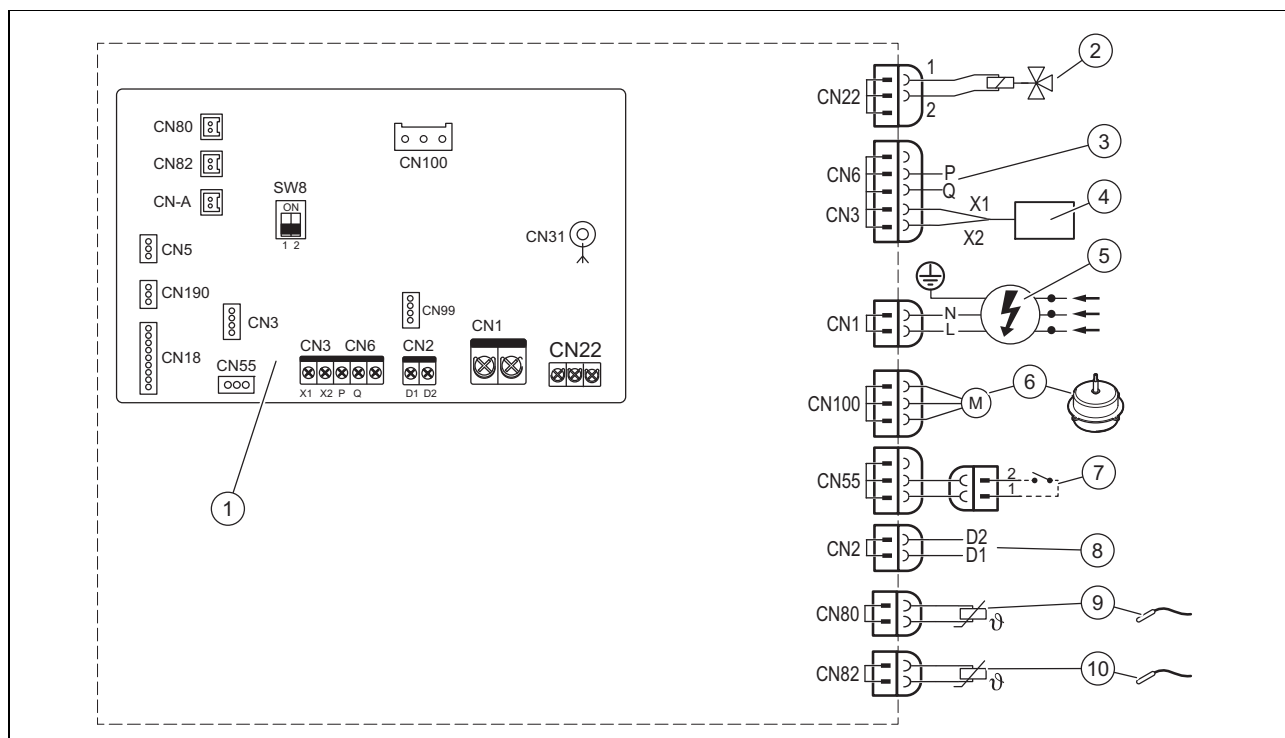 CN80
CN82
CN-A
CN5
CN190
CN18
CN3
CN55
SW8
ON
1 2
CN100
CN31
CN99
CN3 CN6
X1 X2 P Q
CN2
D1 D2
CN1
CN22
1
CN22
1
2
2
CN6
CN3
P
Q
X1
X2
3
4
CN1
N
L
5
CN100
M
6
CN55
2
1
7
CN2
D2
D1
8
CN80
ϑ
9
CN82
ϑ
10